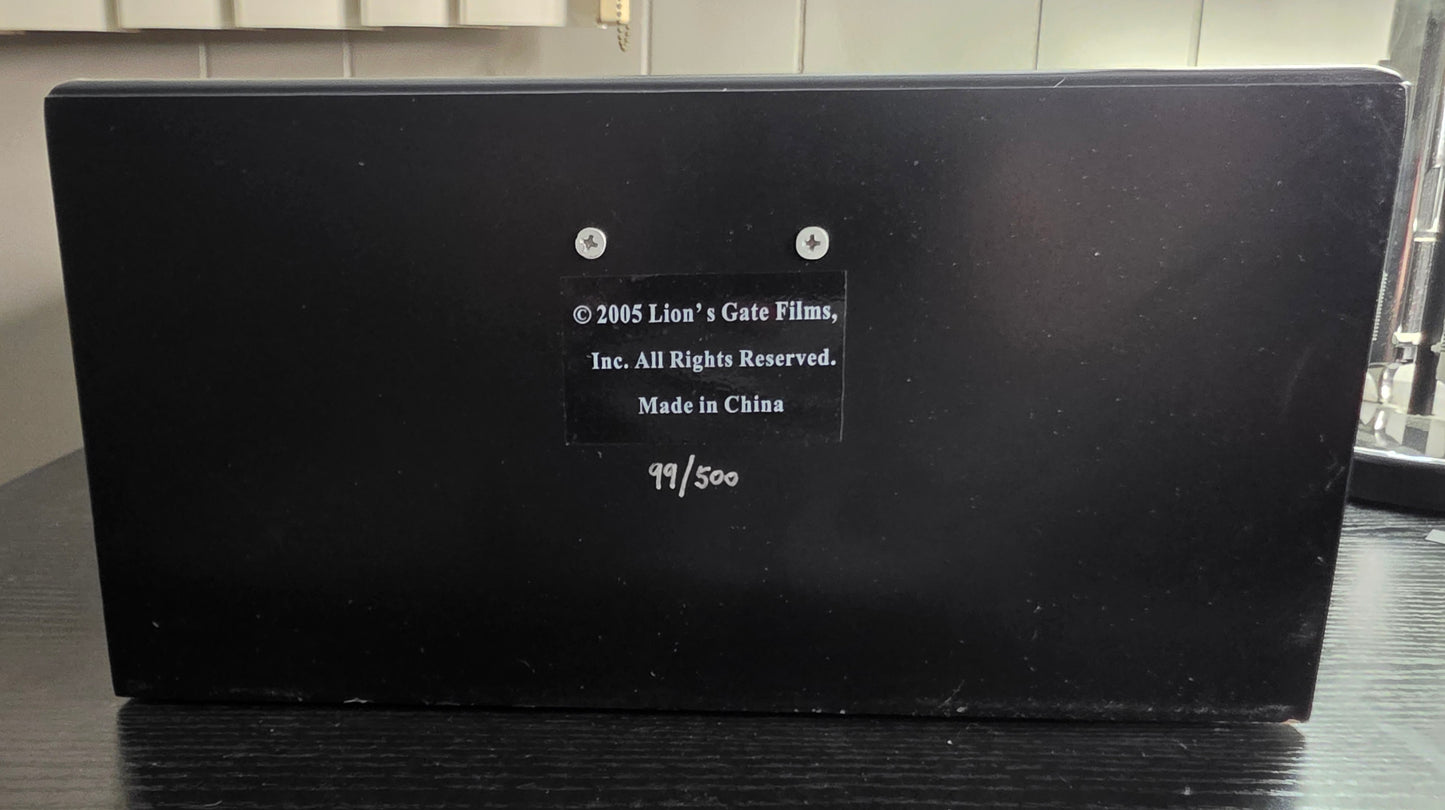 © 2005 Lion's Gate Films,
Inc. All Rights Reserved.
Made in China
99/500